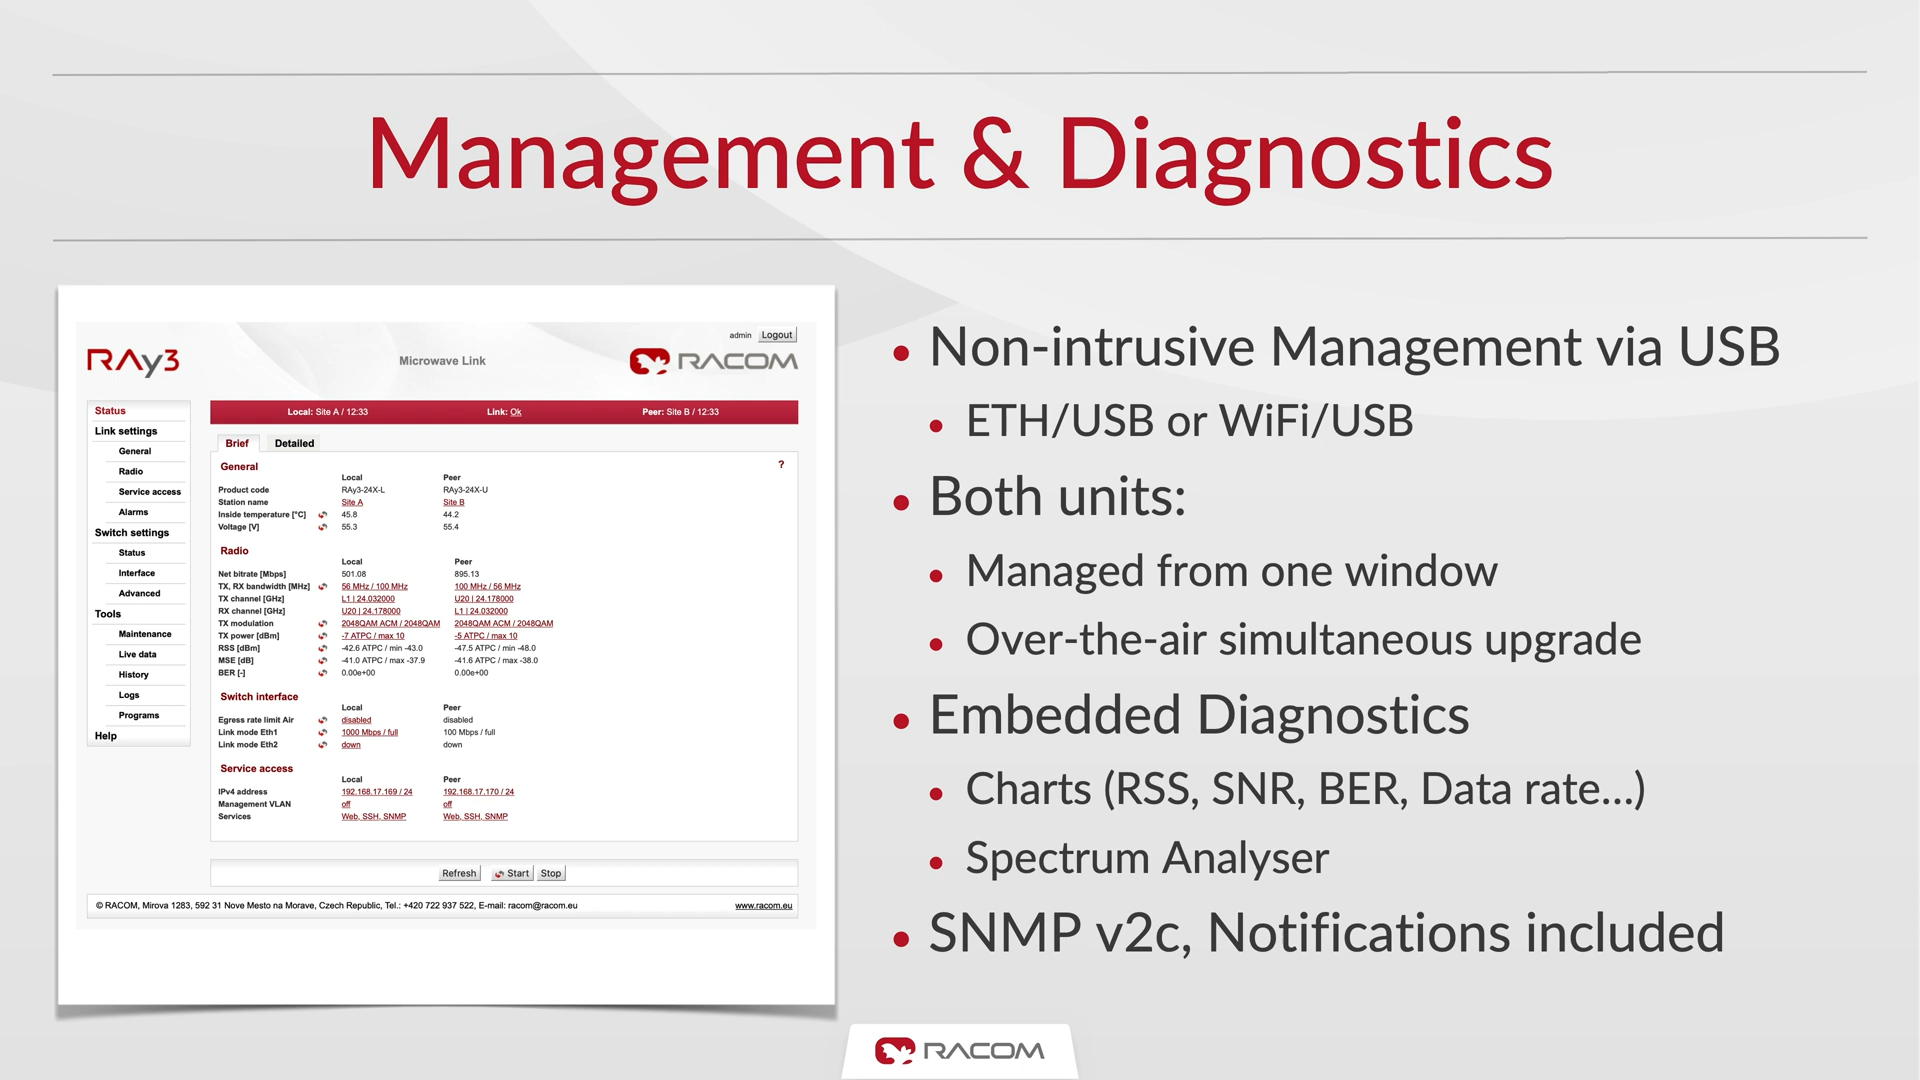 Management & Diagnostics
admin Logout
RAy3 Microwave Link RACOM
Local: Site A / 12:33 Link: Ok Peer: Site B / 12:33
Status
Link settings
General
Radio
Service access
Alarms
Switch settings
Status
Interface
Advanced
Tools
Maintenance
Live data
History
Logs
Programs
Help
Brief Detailed
General ?
Local Peer
Product code RAy3-24X-L RAy3-24X-U
Station name Site A Site B
Inside temperature [°C] 45.8 44.2
Voltage [V] 55.3 55.4
Radio
Local Peer
Net bitrate [Mbps] 501.08 895.13
TX, RX bandwidth [MHz] 56 MHz / 100 MHz 100 MHz / 56 MHz
TX channel [GHz] L1 | 24.032000 U20 | 24.178000
RX channel [GHz] U20 | 24.178000 L1 | 24.032000
TX modulation 2048QAM ACM / 2048QAM 2048QAM ACM / 2048QAM
TX power [dBm] -7 ATPC / max 10 -5 ATPC / max 10
RSS [dBm] -42.6 ATPC / min -43.0 -47.5 ATPC / min -48.0
MSE [dB] -41.0 ATPC / max -37.9 -41.6 ATPC / max -38.0
BER [-] 0.00e+00 0.00e+00
Switch interface
Local Peer
Egress rate limit Air disabled disabled
Link mode Eth1 1000 Mbps / full 100 Mbps / full
Link mode Eth2 down down
Service access
Local Peer
IPv4 address 192.168.17.169 / 24 192.168.17.170 / 24
Management VLAN off off
Services Web, SSH, SNMP Web, SSH, SNMP
Refresh Start Stop
© RACOM, Mirova 1283, 592 31 Nove Mesto na Morave, Czech Republic, Tel.: +420 722 937 522, E-mail: racom@racom.eu www.racom.eu
• Non-intrusive Management via USB
• ETH/USB or WiFi/USB
• Both units:
• Managed from one window
• Over-the-air simultaneous upgrade
• Embedded Diagnostics
• Charts (RSS, SNR, BER, Data rate...)
• Spectrum Analyser
• SNMP v2c, Notifications included
RACOM